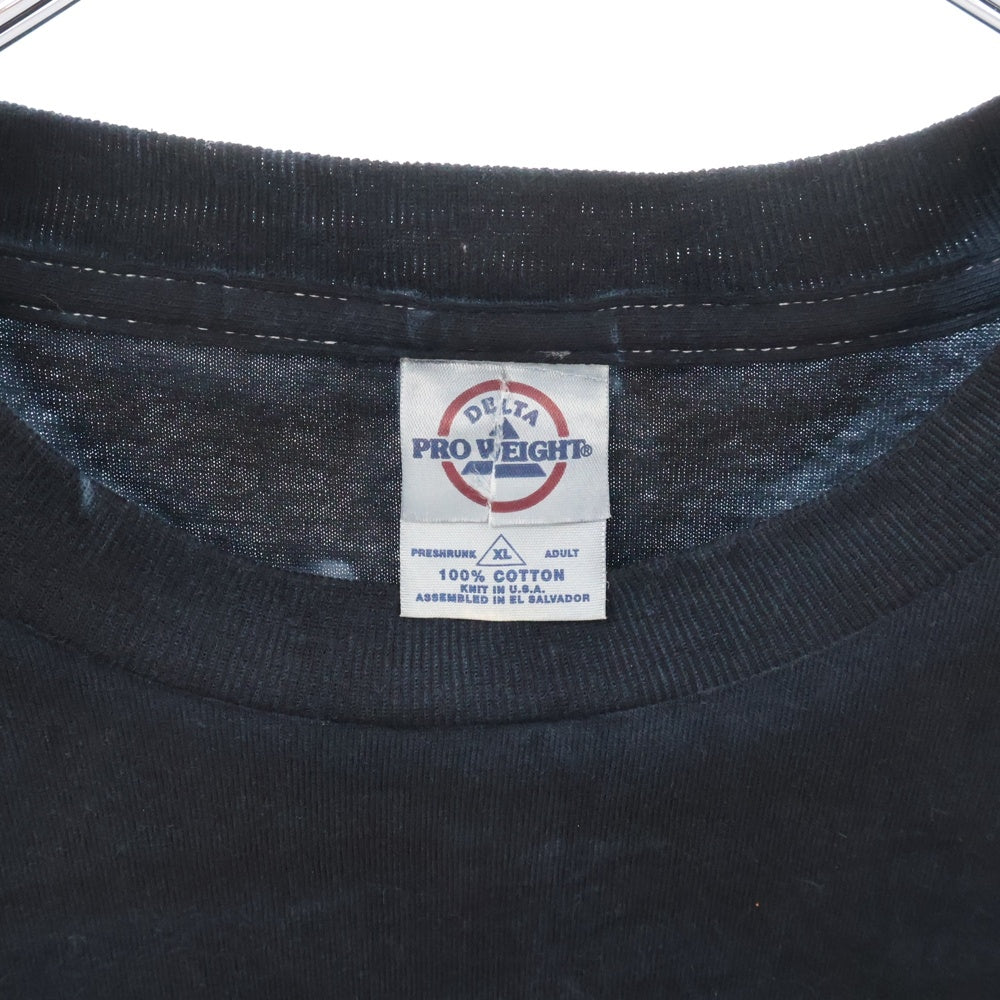 DELTA
PRO WEIGHT®
PRESHRUNK XL ADULT
100% COTTON
KNIT IN U.S.A.
ASSEMBLED IN EL SALVADOR